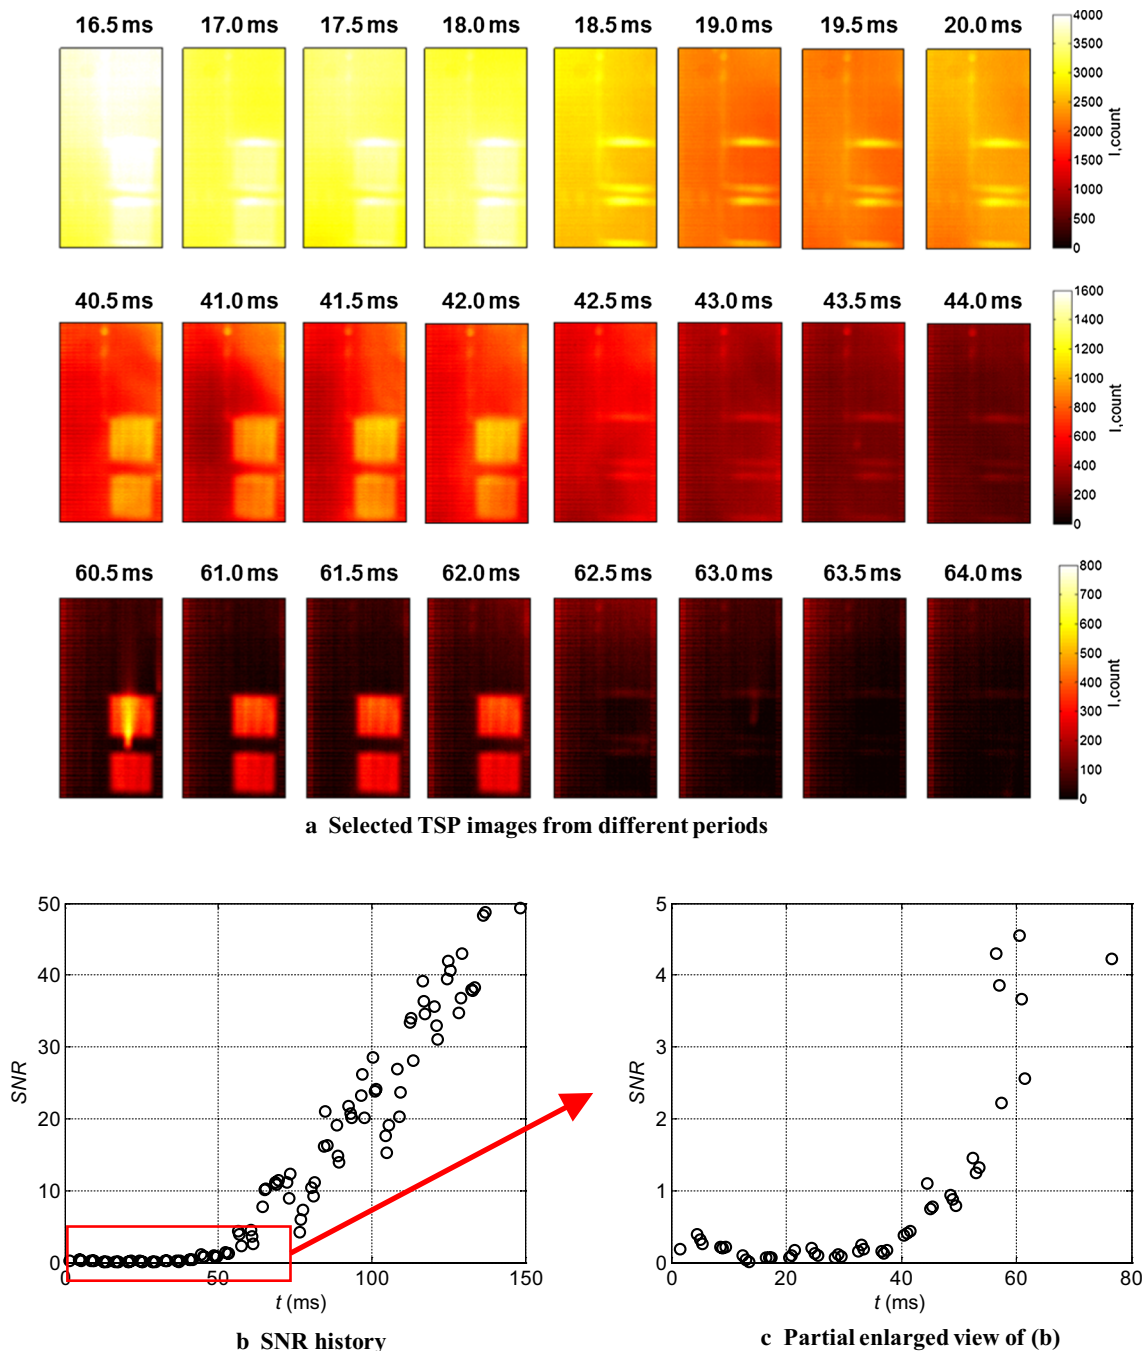 16.5 ms 17.0 ms 17.5 ms 18.0 ms 18.5 ms 19.0 ms 19.5 ms 20.0 ms
4000
3500
3000
2500
2000
1500
1000
500
0
I,count
40.5 ms 41.0 ms 41.5 ms 42.0 ms 42.5 ms 43.0 ms 43.5 ms 44.0 ms
1600
1400
1200
1000
800
600
400
200
0
I,count
60.5 ms 61.0 ms 61.5 ms 62.0 ms 62.5 ms 63.0 ms 63.5 ms 64.0 ms
800
700
600
500
400
300
200
100
0
I,count
a Selected TSP images from different periods
50
40
30
20
10
0
SNR
0 50 100 150
t (ms)
b SNR history
5
4
3
2
1
0
SNR
0 20 40 60 80
t (ms)
c Partial enlarged view of (b)